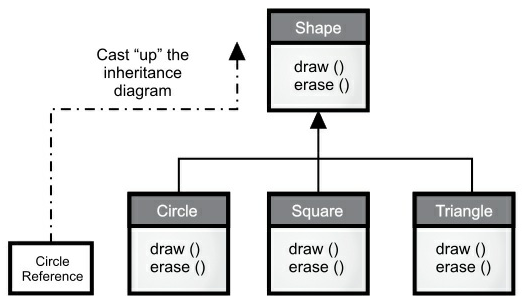 Shape
draw ()
erase ()
Cast “up” the
inheritance
diagram
Circle
draw ()
erase ()
Square
draw ()
erase ()
Triangle
draw ()
erase ()
Circle
Reference